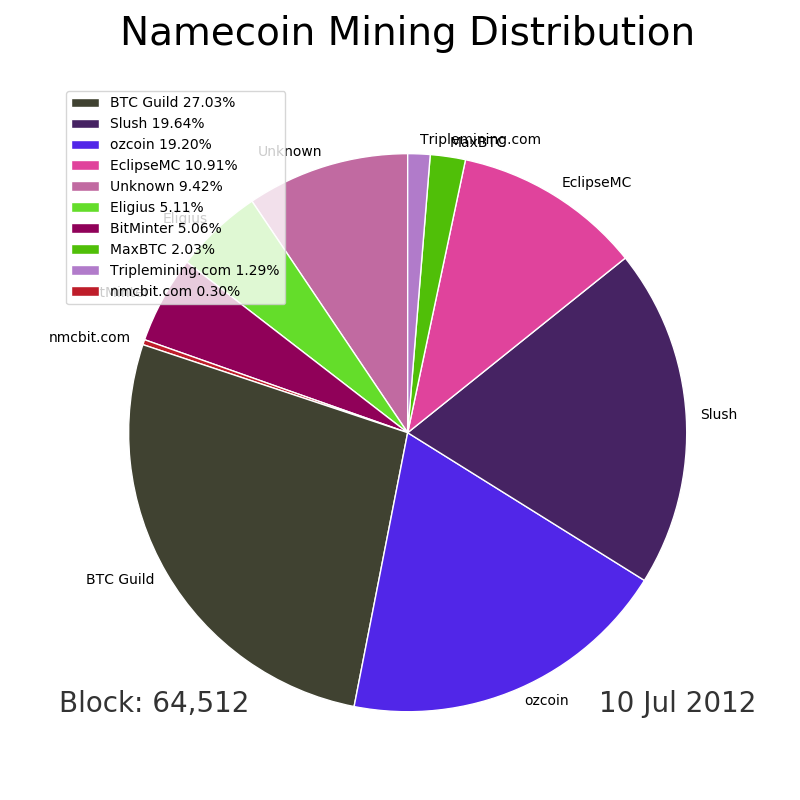 Namecoin Mining Distribution
BTC Guild 27.03%
Slush 19.64%
ozcoin 19.20%
EclipseMC 10.91%
Unknown 9.42%
Eligius 5.11%
BitMinter 5.06%
MaxBTC 2.03%
Triplemining.com 1.29%
nmcbit.com 0.30%
Triplemining.com
MaxBTC
Unknown
EclipseMC
Eligius
BitMinter
nmcbit.com
Slush
BTC Guild
ozcoin
Block: 64,512
10 Jul 2012